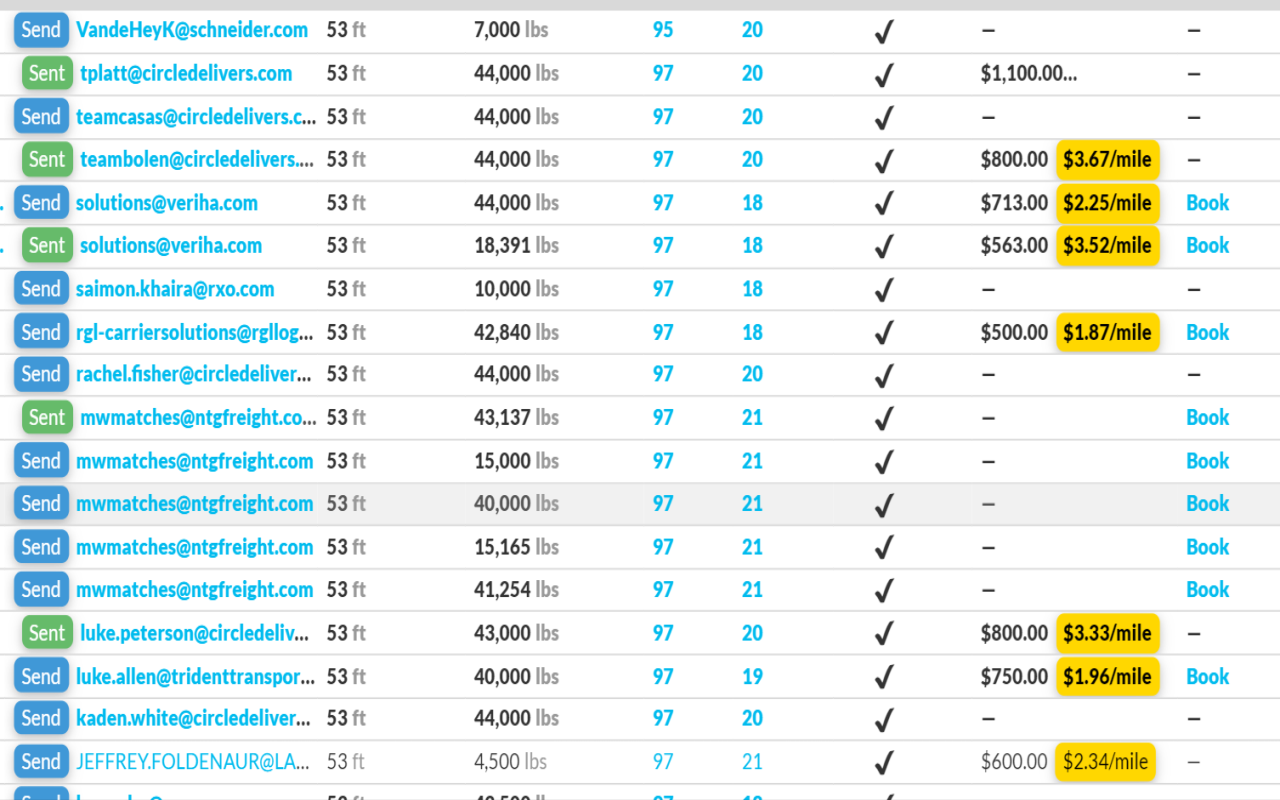 Send VandeHeyK@schneider.com 53 ft 7,000 lbs 95 20 ✓ – –
Sent tplatt@circledelivers.com 53 ft 44,000 lbs 97 20 ✓ $1,100.00... –
Send teamcasas@circledelivers.c... 53 ft 44,000 lbs 97 20 ✓ – –
Sent teambolen@circledelivers.... 53 ft 44,000 lbs 97 20 ✓ $800.00 $3.67/mile –
. Send solutions@veriha.com 53 ft 44,000 lbs 97 18 ✓ $713.00 $2.25/mile Book
. Sent solutions@veriha.com 53 ft 18,391 lbs 97 18 ✓ $563.00 $3.52/mile Book
Send saimon.khaira@rxo.com 53 ft 10,000 lbs 97 18 ✓ – –
Send rgl-carriersolutions@rgllog... 53 ft 42,840 lbs 97 18 ✓ $500.00 $1.87/mile Book
Send rachel.fisher@circledeliver... 53 ft 44,000 lbs 97 20 ✓ – –
Sent mwmatches@ntgfreight.co... 53 ft 43,137 lbs 97 21 ✓ – Book
Send mwmatches@ntgfreight.com 53 ft 15,000 lbs 97 21 ✓ – Book
Send mwmatches@ntgfreight.com 53 ft 40,000 lbs 97 21 ✓ – Book
Send mwmatches@ntgfreight.com 53 ft 15,165 lbs 97 21 ✓ – Book
Send mwmatches@ntgfreight.com 53 ft 41,254 lbs 97 21 ✓ – Book
Sent luke.peterson@circledeliv... 53 ft 43,000 lbs 97 20 ✓ $800.00 $3.33/mile –
Send luke.allen@tridenttranspor... 53 ft 40,000 lbs 97 19 ✓ $750.00 $1.96/mile Book
Send kaden.white@circledeliver... 53 ft 44,000 lbs 97 20 ✓ – –
Send JEFFREY.FOLDENAUR@LA... 53 ft 4,500 lbs 97 21 ✓ $600.00 $2.34/mile –